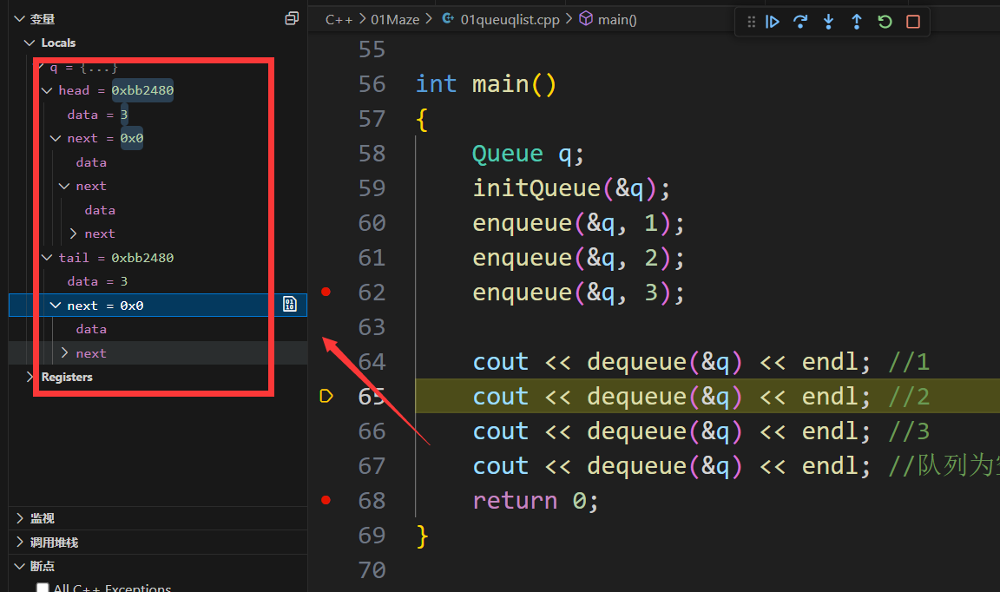 变量
Locals
q = {...}
head = 0xbb2480
data = 3
next = 0x0
data
next
data
next
tail = 0xbb2480
data = 3
next = 0x0
data
next
Registers
监视
调用堆栈
断点
All C++ Exceptions
C++ > 01Maze > 01queuqlist.cpp > main()
55
56 int main()
57 {
58 Queue q;
59 initQueue(&q);
60 enqueue(&q, 1);
61 enqueue(&q, 2);
62 enqueue(&q, 3);
63
64 cout << dequeue(&q) << endl; //1
65 cout << dequeue(&q) << endl; //2
66 cout << dequeue(&q) << endl; //3
67 cout << dequeue(&q) << endl; //队列为
68 return 0;
69 }
70